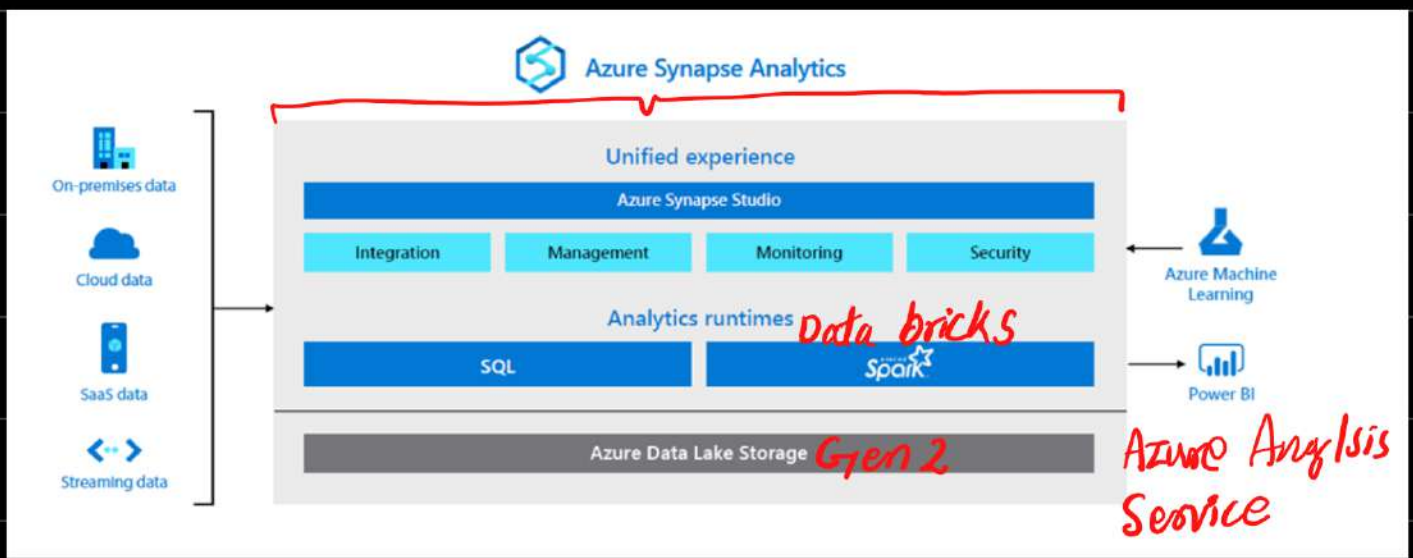 Azure Synapse Analytics
Unified experience
Azure Synapse Studio
Integration Management Monitoring Security
Analytics runtimes Data bricks
SQL APACHE Spark
Azure Data Lake Storage Gen 2
On-premises data
Cloud data
SaaS data
Streaming data
Azure Machine
Learning
Power BI
Azure Anglsis
Service